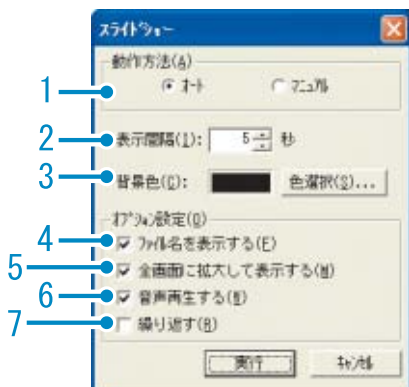 スライドショー
動作方法(A)
1
オート マニュアル
2 表示間隔(I): 5 秒
3 背景色(C): 色選択(S)...
オプション設定(O)
4 ファイル名を表示する(F)
5 全画面に拡大して表示する(M)
6 音声再生する(E)
7 繰り返す(R)
実行 キャンセル